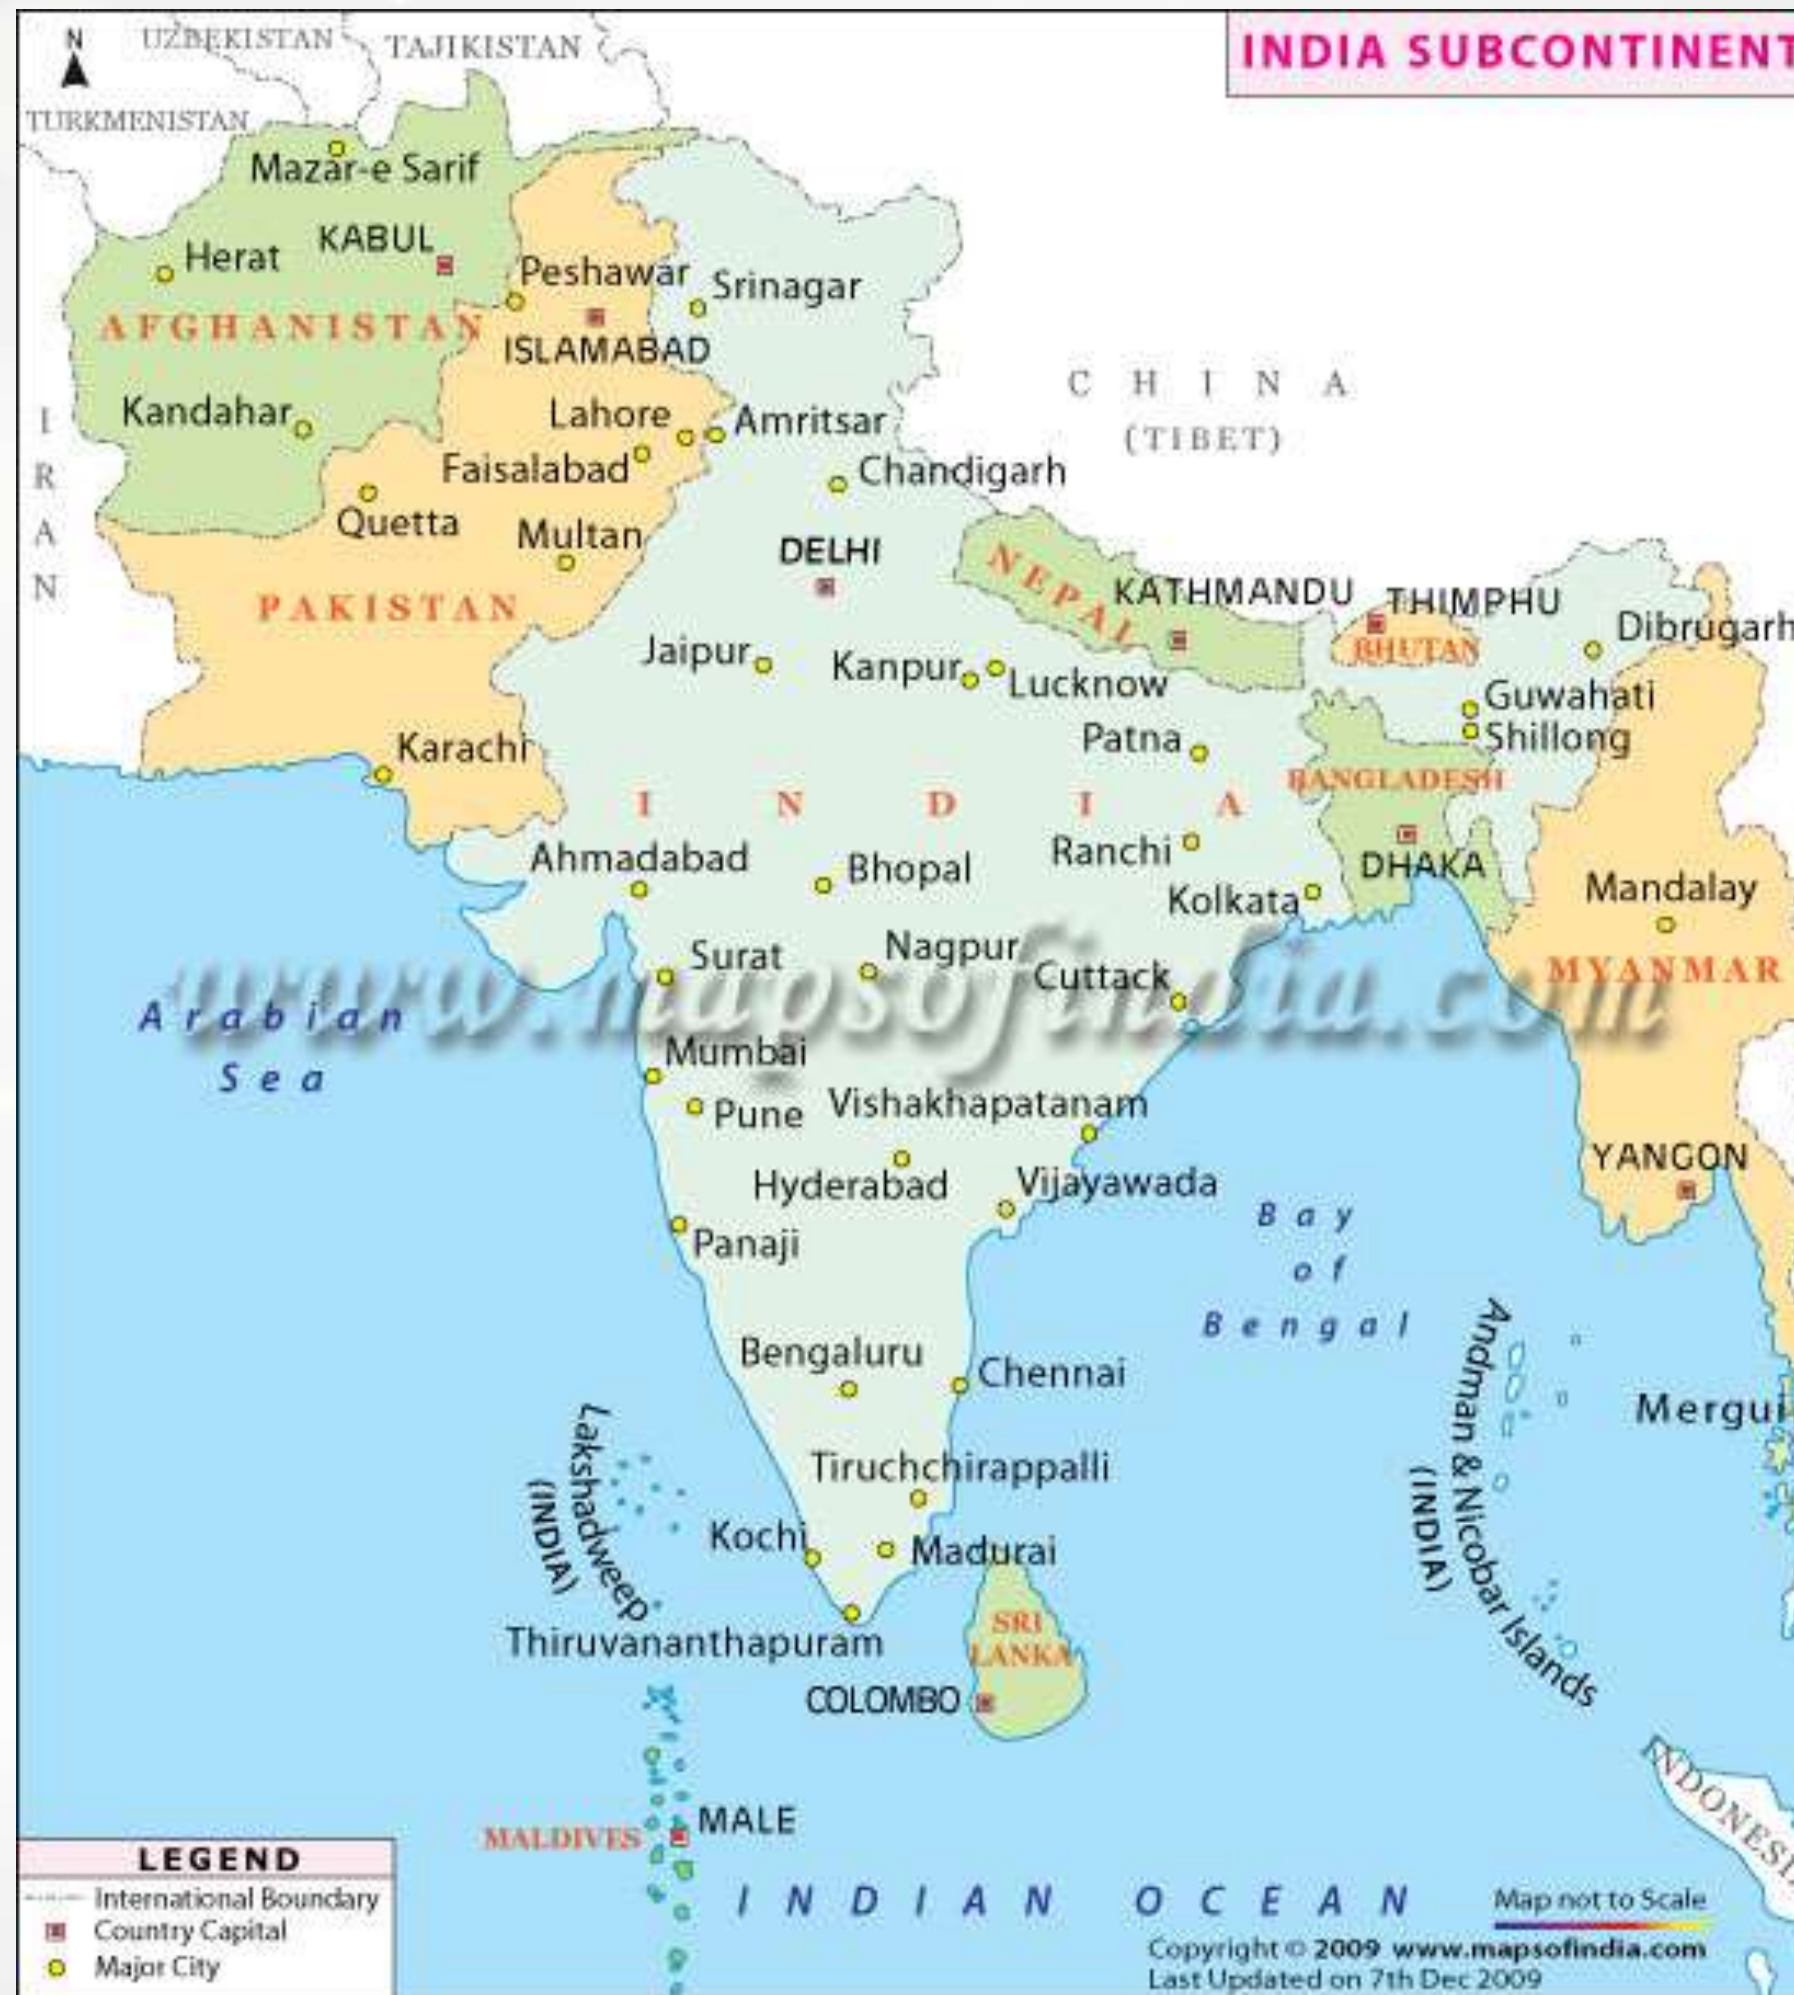 INDIA SUBCONTINENT
N
UZBEKISTAN
TAJIKISTAN
TURKMENISTAN
Mazar-e Sarif
KABUL
Herat
Peshawar
Srinagar
AFGHANISTAN
ISLAMABAD
CHINA
(TIBET)
Kandahar
Lahore
Amritsar
IRAN
Faisalabad
Chandigarh
Quetta
Multan
DELHI
NEPAL
KATHMANDU
THIMPHU
PAKISTAN
BHUTAN
Dibrugarh
Jaipur
Kanpur
Lucknow
Guwahati
Shillong
Karachi
Patna
BANGLADESH
INDIA
Ahmadabad
Bhopal
Ranchi
DHAKA
Kolkata
Mandalay
Surat
Nagpur
Cuttack
MYANMAR
www.mapsofindia.com
Arabian
Sea
Mumbai
Pune
Vishakhapatanam
YANGON
Hyderabad
Vijayawada
Bay
of
Bengal
Panaji
Bengaluru
Chennai
Andman & Nicobar Islands
(INDIA)
Mergui
Lakshadweep
(INDIA)
Tiruchchirappalli
Kochi
Madurai
Thiruvananthapuram
SRI
LANKA
COLOMBO
INDONESIA
MALDIVES
MALE
LEGEND
International Boundary
Country Capital
Major City
INDIAN OCEAN
Map not to Scale
Copyright © 2009 www.mapsofindia.com
Last Updated on 7th Dec 2009